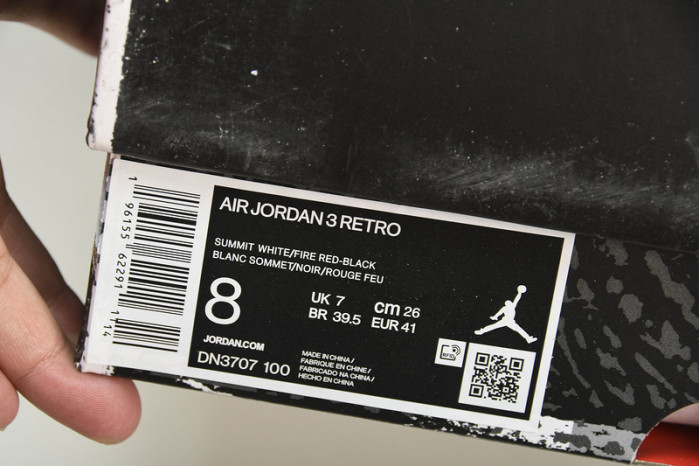 AIR JORDAN 3 RETRO
SUMMIT WHITE/FIRE RED-BLACK
BLANC SOMMET/NOIR/ROUGE FEU
8
UK 7 cm 26
BR 39.5 EUR 41
JORDAN.COM
DN3707 100
MADE IN CHINA/
FABRIQUE EN CHINE/
FABRICADO NA CHINA/
HECHO EN CHINA
RFID
1 96155 62291 1 14